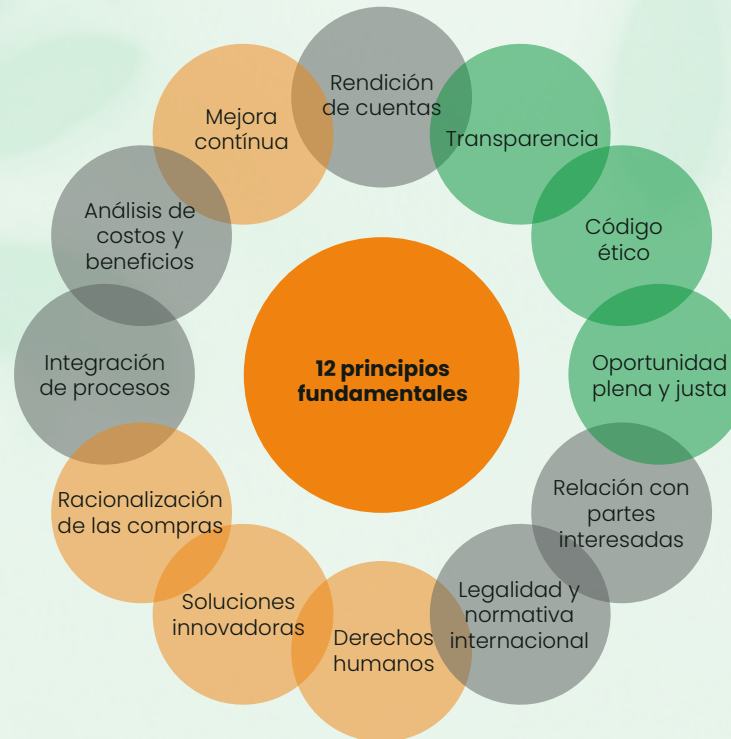 Rendición
de cuentas
Transparencia
Código
ético
Oportunidad
plena y justa
Relación con
partes
interesadas
Legalidad y
normativa
internacional
Derechos
humanos
Soluciones
innovadoras
Racionalización
de las compras
Integración
de procesos
Análisis de
costos y
beneficios
Mejora
contínua
12 principios
fundamentales